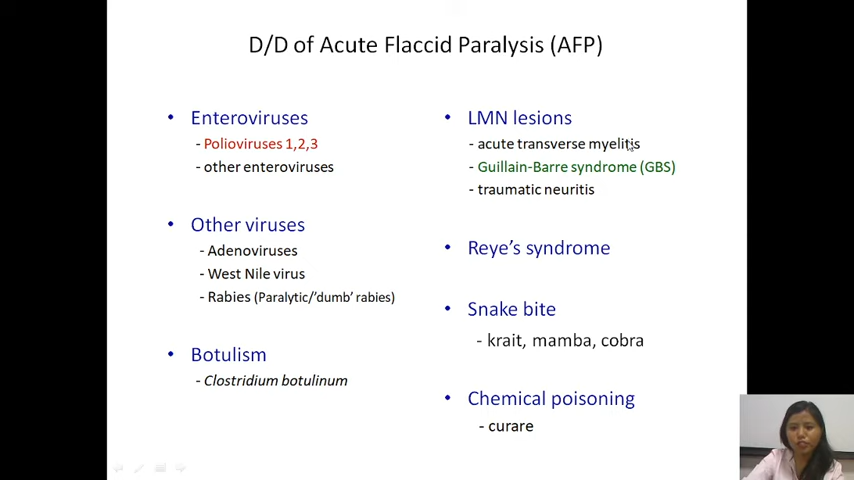 D/D of Acute Flaccid Paralysis (AFP)
• Enteroviruses
- Polioviruses 1,2,3
- other enteroviruses
• Other viruses
- Adenoviruses
- West Nile virus
- Rabies (Paralytic/'dumb' rabies)
• Botulism
- Clostridium botulinum
• LMN lesions
- acute transverse myelitis
- Guillain-Barre syndrome (GBS)
- traumatic neuritis
• Reye's syndrome
• Snake bite
- krait, mamba, cobra
• Chemical poisoning
- curare